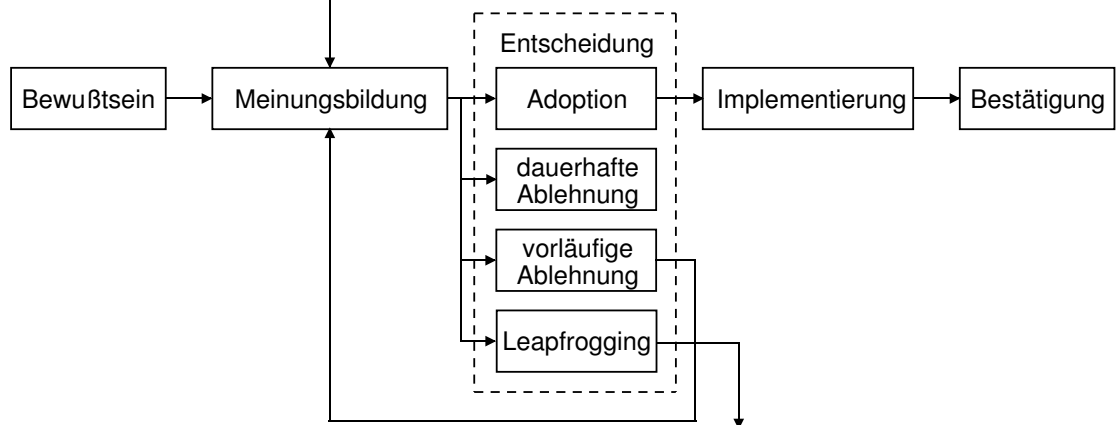 Entscheidung
Bewußtsein
Meinungsbildung
Adoption
Implementierung
Bestätigung
dauerhafte
Ablehnung
vorläufige
Ablehnung
Leapfrogging